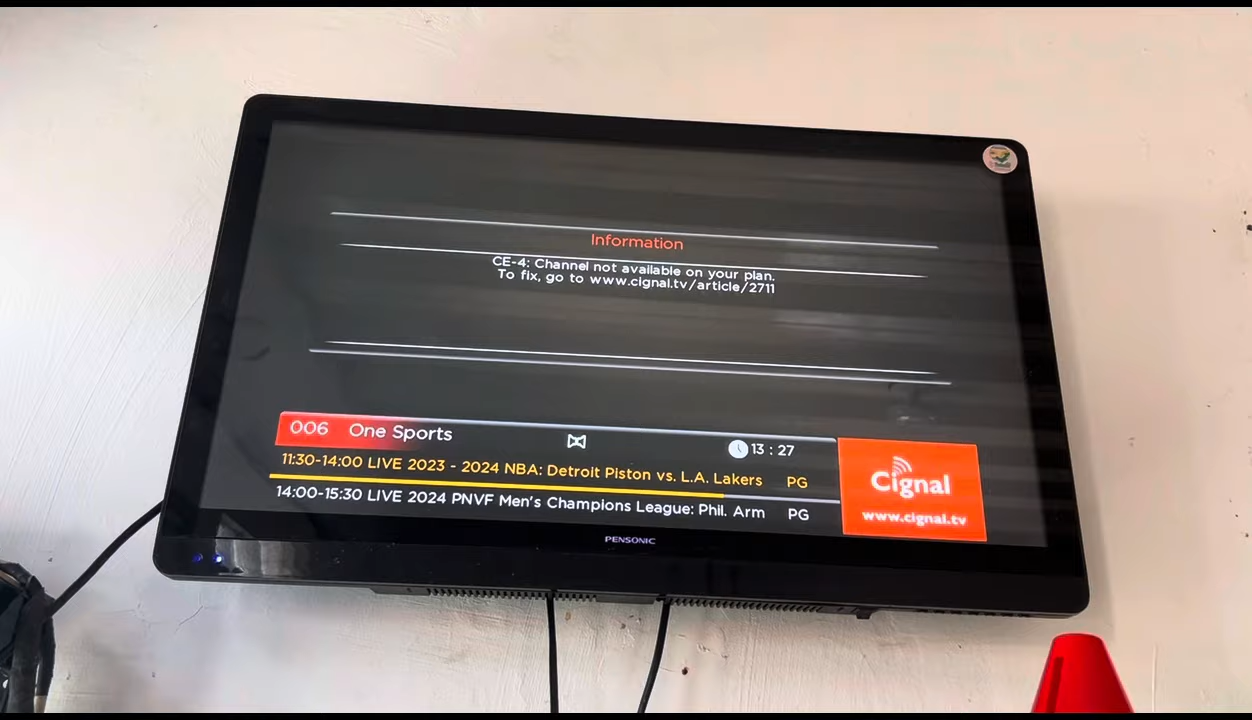 Information
CE-4: Channel not available on your plan.
To fix, go to www.cignal.tv/article/2711
006 One Sports 13 : 27
11:30-14:00 LIVE 2023 - 2024 NBA: Detroit Piston vs. L.A. Lakers PG
14:00-15:30 LIVE 2024 PNVF Men's Champions League: Phil. Arm PG
Cignal
www.cignal.tv
PENSONIC